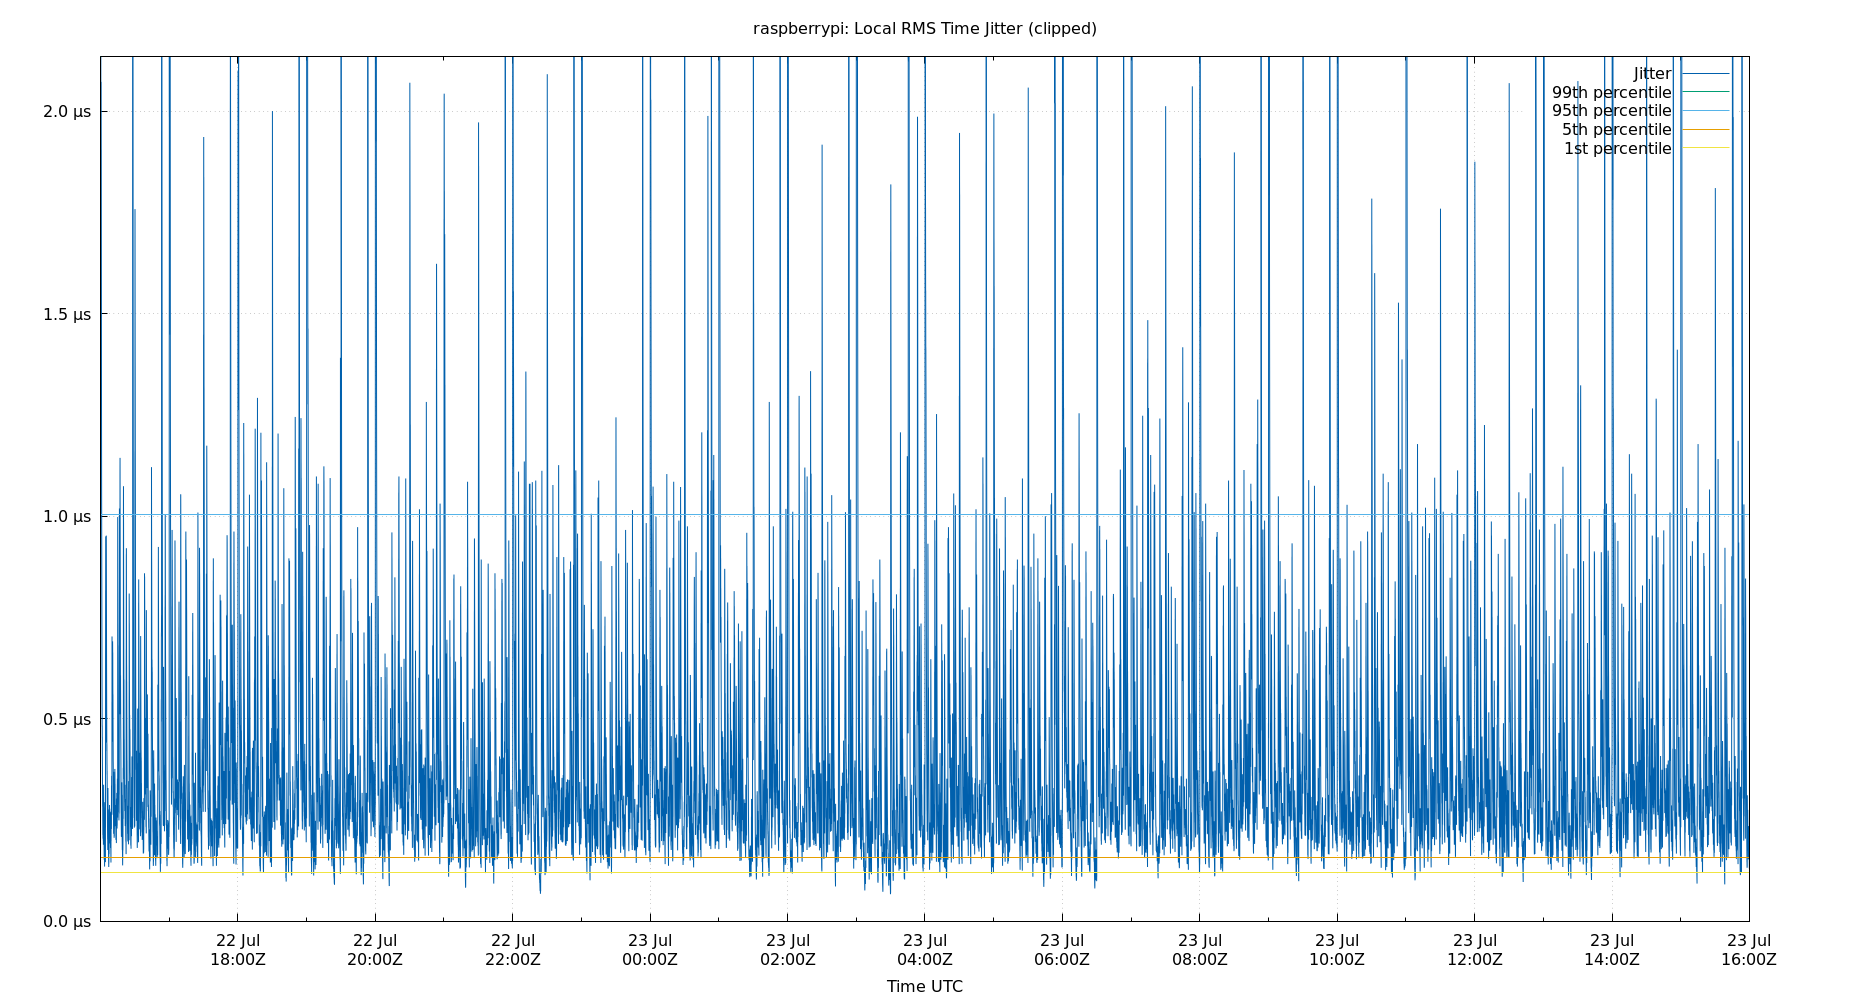 raspberrypi: Local RMS Time Jitter (clipped)
Jitter
99th percentile
95th percentile
5th percentile
1st percentile
2.0 µs
1.5 µs
1.0 µs
0.5 µs
0.0 µs
22 Jul 22 Jul 22 Jul 23 Jul 23 Jul 23 Jul 23 Jul 23 Jul 23 Jul 23 Jul 23 Jul 23 Jul
18:00Z 20:00Z 22:00Z 00:00Z 02:00Z 04:00Z 06:00Z 08:00Z 10:00Z 12:00Z 14:00Z 16:00Z
Time UTC